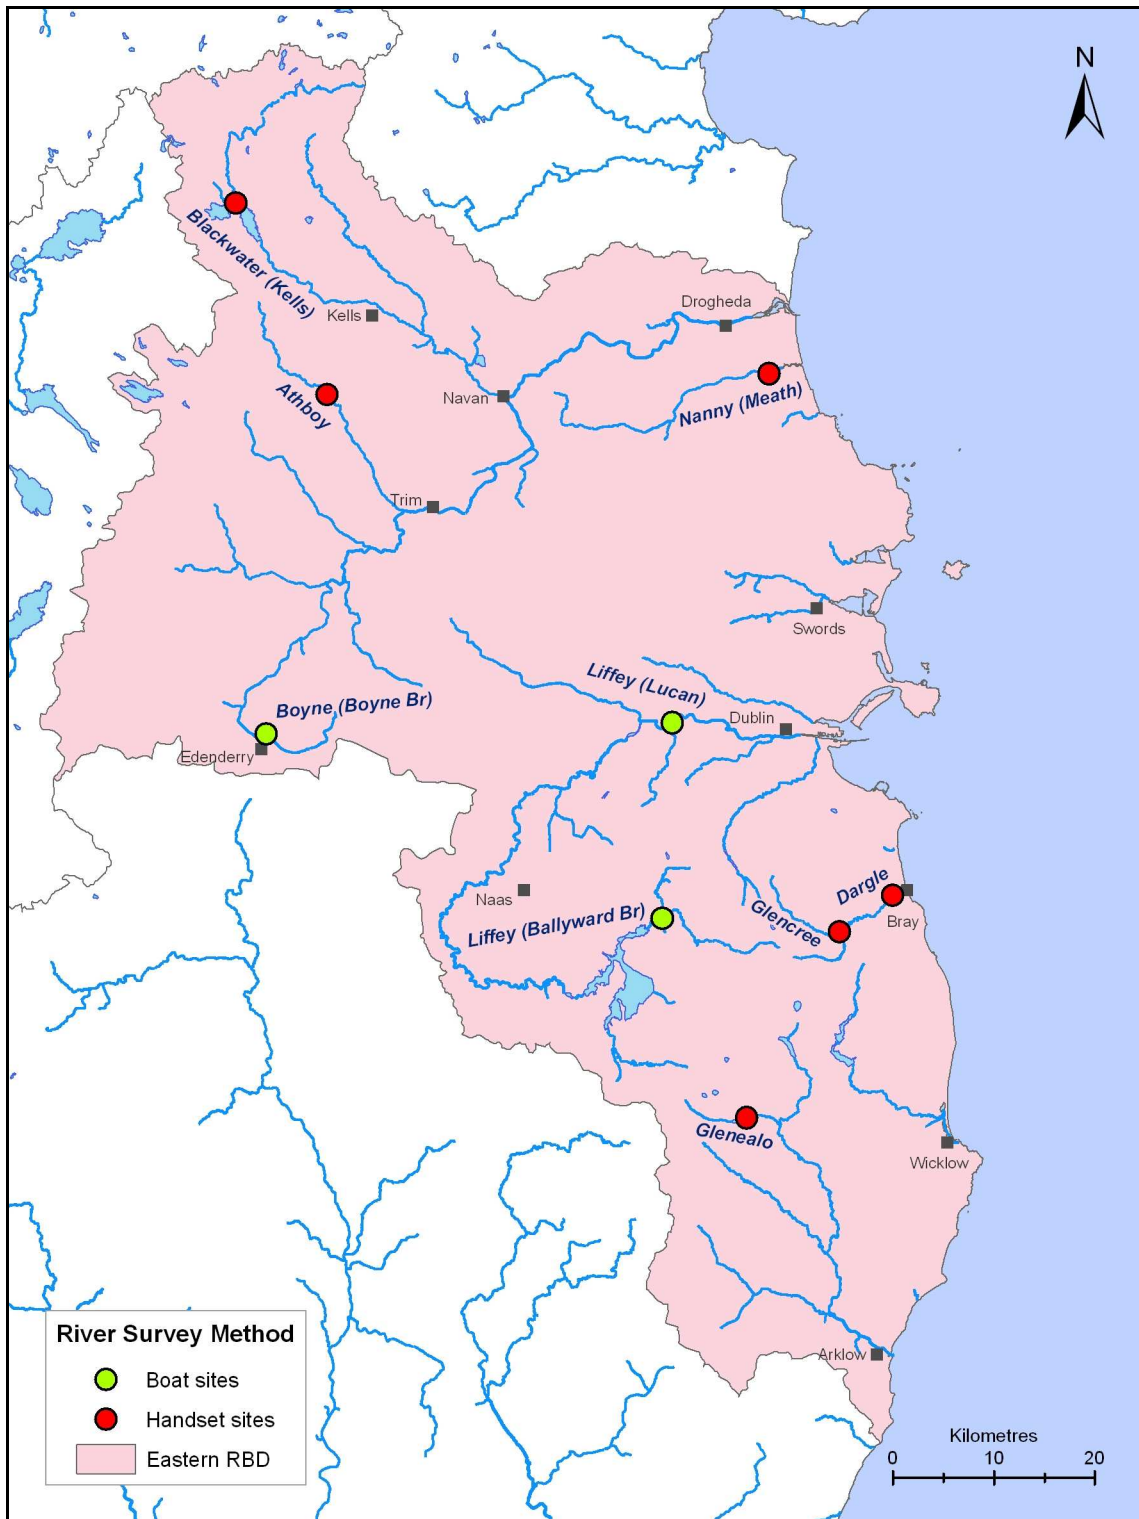 N
Blackwater (Kells)
Drogheda
Kells
Athboy
Navan
Nanny (Meath)
Trim
Swords
Liffey (Lucan)
Boyne (Boyne Br)
Dublin
Edenderry
Dargle
Naas
Glencree
Bray
Liffey (Ballyward Br)
Glenealo
Wicklow
Arklow
River Survey Method
Boat sites
Handset sites
Eastern RBD
Kilometres
0 10 20